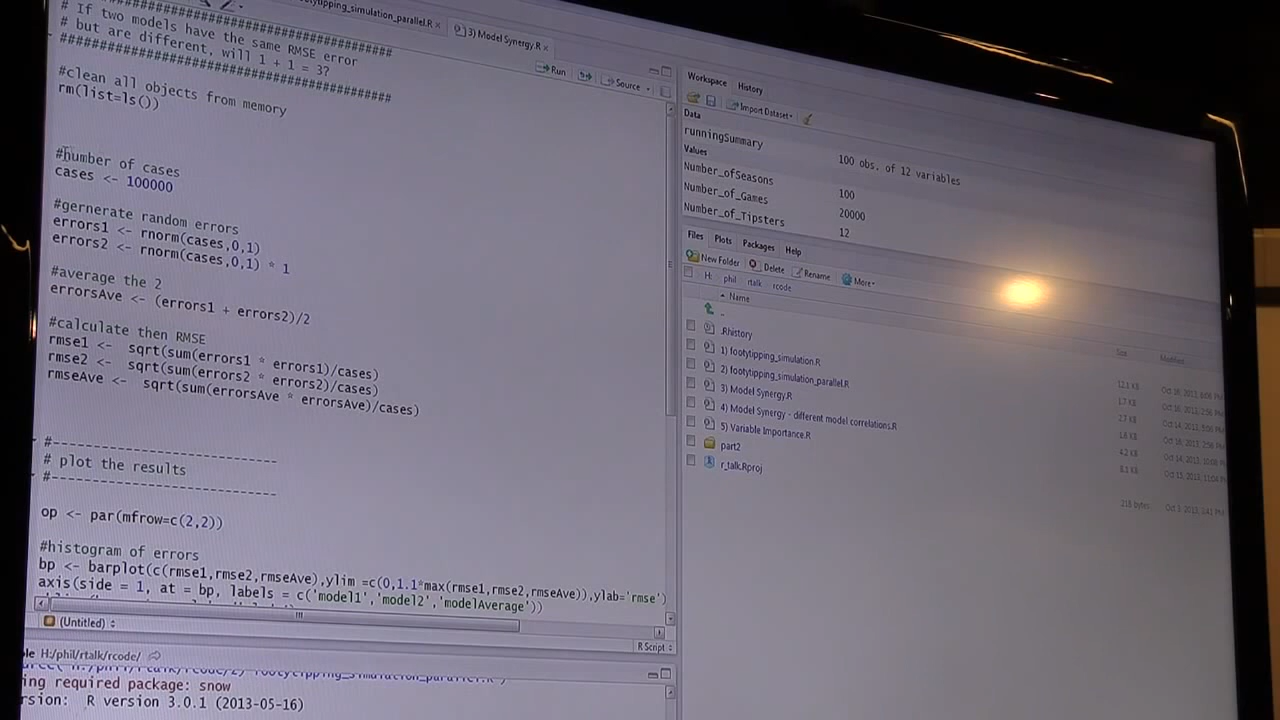 ytipping_simulation_parallel.R ×
3) Model Synergy.R ×
# If two models have the same RMSE error
# but are different, will 1 + 1 = 3?
Run
Source
#clean all objects from memory
rm(list=ls())
#number of cases
cases <- 100000
#gernerate random errors
errors1 <- rnorm(cases,0,1)
errors2 <- rnorm(cases,0,1) * 1
#average the 2
errorsAve <- (errors1 + errors2)/2
#calculate then RMSE
rmse1 <-  sqrt(sum(errors1 * errors1)/cases)
rmse2 <-  sqrt(sum(errors2 * errors2)/cases)
rmseAve <-  sqrt(sum(errorsAve * errorsAve)/cases)
#-----------------------------
# plot the results
#-----------------------------
op <- par(mfrow=c(2,2))
#histogram of errors
bp <- barplot(c(rmse1,rmse2,rmseAve),ylim =c(0,1.1*max(rmse1,rmse2,rmseAve)),ylab='rmse')
axis(side = 1, at = bp, labels = c('model1','model2','modelAverage'))
(Untitled)
R Script
H:/phil/rtalk/rcode/
ing required package: snow
rsion:  R version 3.0.1 (2013-05-16)
Workspace History
Import Dataset
Data
runningSummary 100 obs. of 12 variables
Values
Number_ofSeasons 100
Number_of_Games 20000
Number_of_Tipsters 12
Files Plots Packages Help
New Folder Delete Rename More
H: phil rtalk rcode
Name Size Modified
..
.Rhistory
1) footytipping_simulation.R
2) footytipping_simulation_parallel.R
3) Model Synergy.R
4) Model Synergy - different model correlations.R
5) Variable Importance.R
part2
r_talk.Rproj
218 bytes